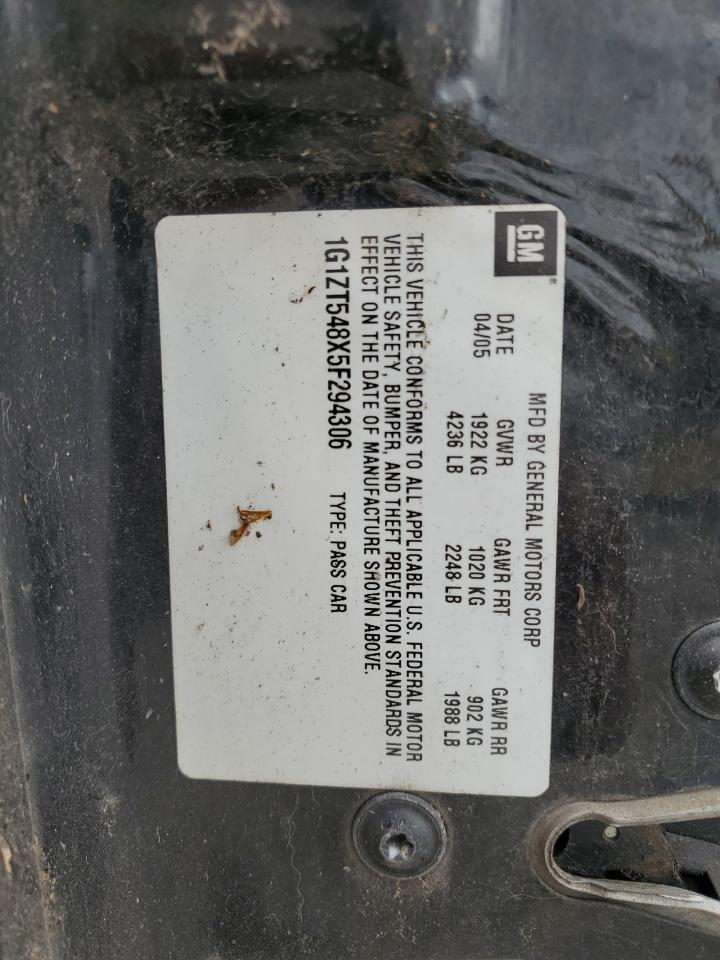 GM
MFD BY GENERAL MOTORS CORP
DATE GVWR GAWR FRT GAWR RR
04/05 1922 KG 1020 KG 902 KG
4236 LB 2248 LB 1988 LB
THIS VEHICLE CONFORMS TO ALL APPLICABLE U.S. FEDERAL MOTOR
VEHICLE SAFETY, BUMPER, AND THEFT PREVENTION STANDARDS IN
EFFECT ON THE DATE OF MANUFACTURE SHOWN ABOVE.
1G1ZT548X5F294306 TYPE: PASS CAR